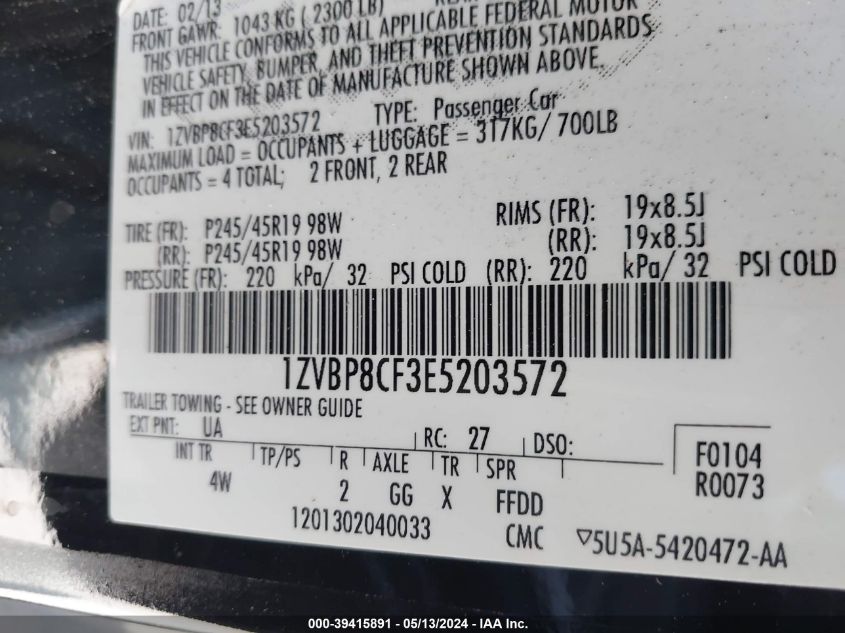 DATE: 02/13
FRONT GAWR: 1043 KG ( 2300 LB)
THIS VEHICLE CONFORMS TO ALL APPLICABLE FEDERAL MOTOR
VEHICLE SAFETY, BUMPER, AND THEFT PREVENTION STANDARDS
IN EFFECT ON THE DATE OF MANUFACTURE SHOWN ABOVE.
VIN: 1ZVBP8CF3E5203572 TYPE: Passenger Car
MAXIMUM LOAD = OCCUPANTS + LUGGAGE = 317KG/ 700LB
OCCUPANTS = 4 TOTAL; 2 FRONT, 2 REAR
TIRE (FR): P245/45R19 98W RIMS (FR): 19x8.5J
(RR): P245/45R19 98W (RR): 19x8.5J
PRESSURE (FR): 220 kPa/ 32 PSI COLD (RR): 220 kPa/ 32 PSI COLD
1ZVBP8CF3E5203572
TRAILER TOWING - SEE OWNER GUIDE
EXT PNT: UA RC: 27 DSO:
INT TR TP/PS R AXLE TR SPR F0104
4W 2 GG X FFDD R0073
1201302040033 CMC 5U5A-5420472-AA
000-39415891 - 05/13/2024 - IAA Inc.